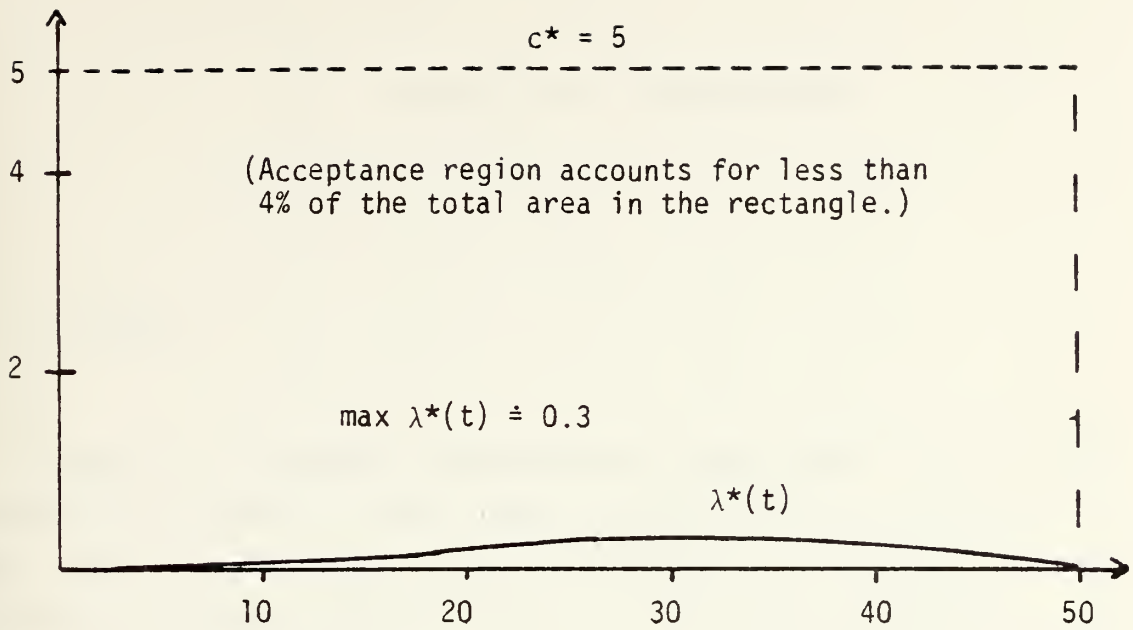 c* = 5
5
4
(Acceptance region accounts for less than
4% of the total area in the rectangle.)
2
max λ*(t) ≐ 0.3
λ*(t)
10 20 30 40 50